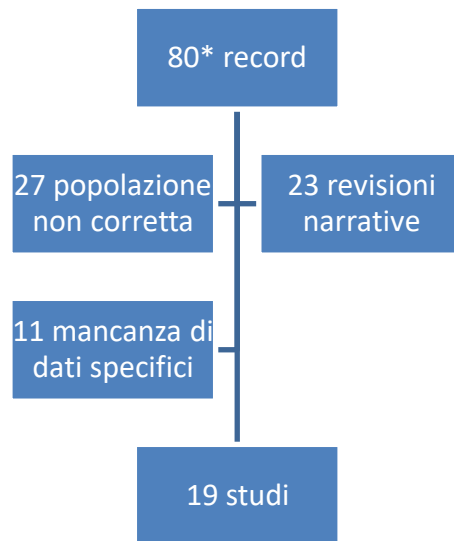 80* record
27 popolazione
non corretta
23 revisioni
narrative
11 mancanza di
dati specifici
19 studi